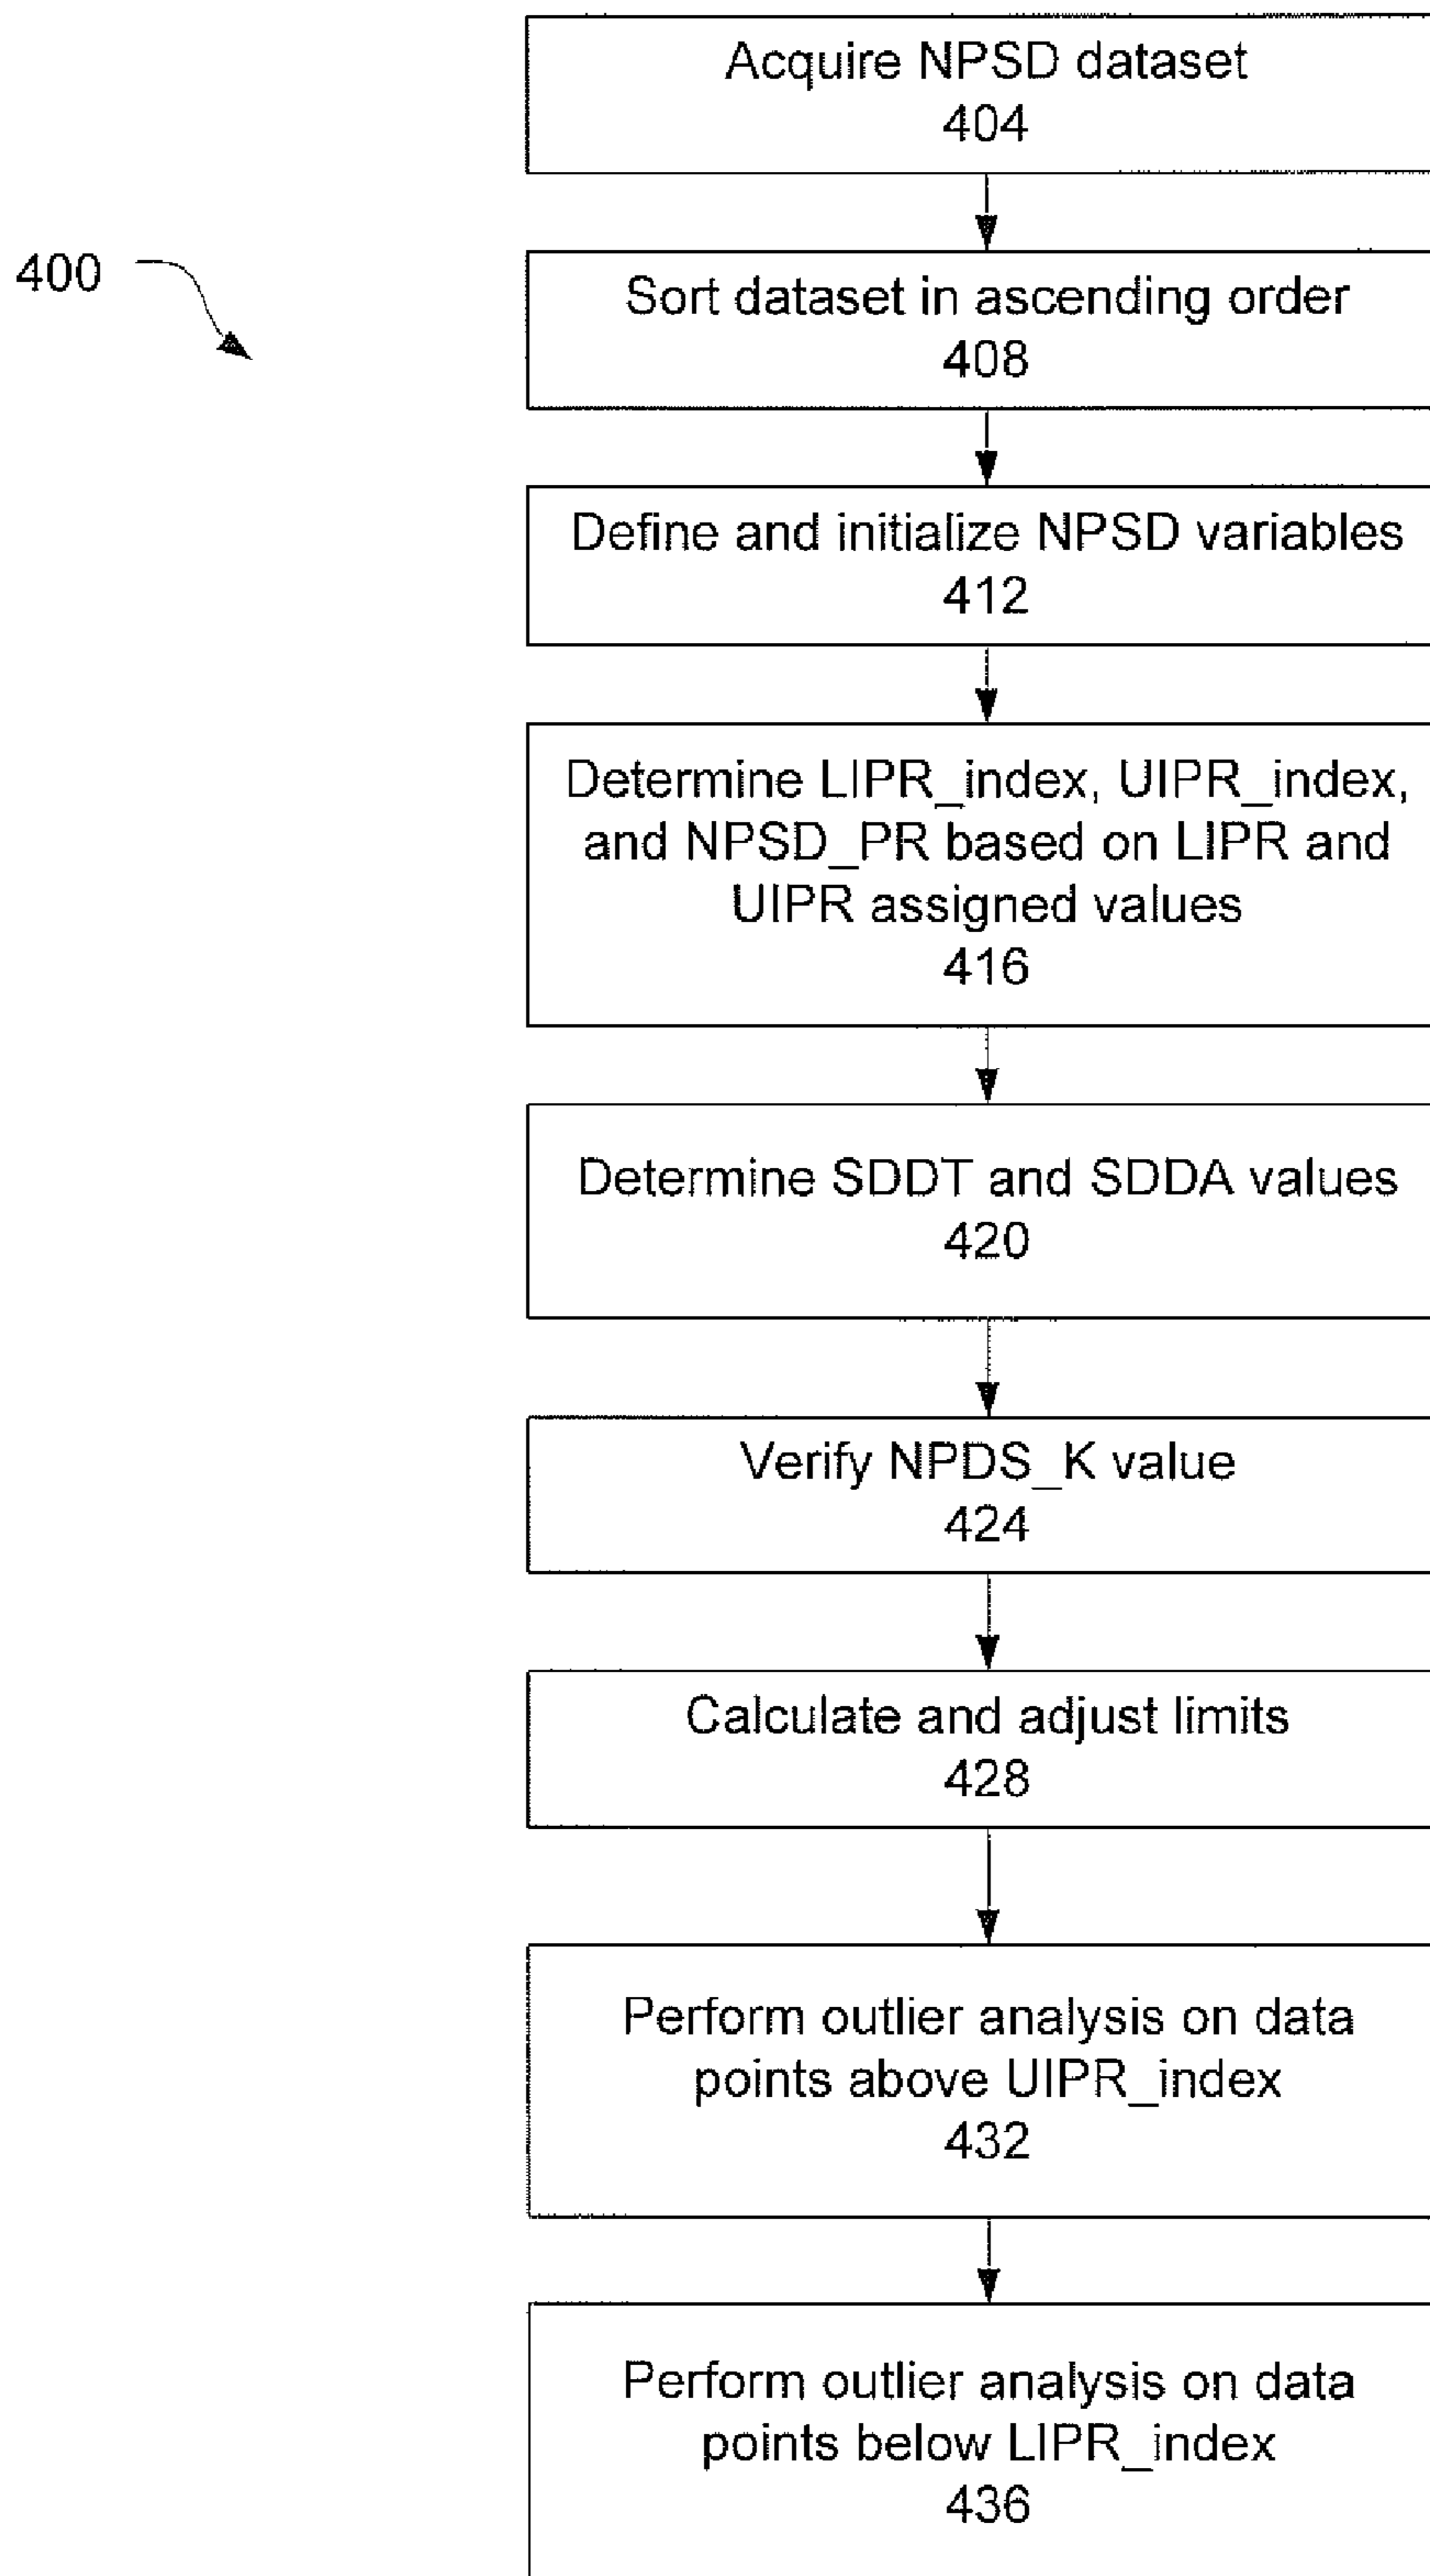 Acquire NPSD dataset
404
400
Sort dataset in ascending order
408
Define and initialize NPSD variables
412
Determine LIPR_index, UIPR_index,
and NPSD_PR based on LIPR and
UIPR assigned values
416
Determine SDDT and SDDA values
420
Verify NPDS_K value
424
Calculate and adjust limits
428
Perform outlier analysis on data
points above UIPR_index
432
Perform outlier analysis on data
points below LIPR_index
436